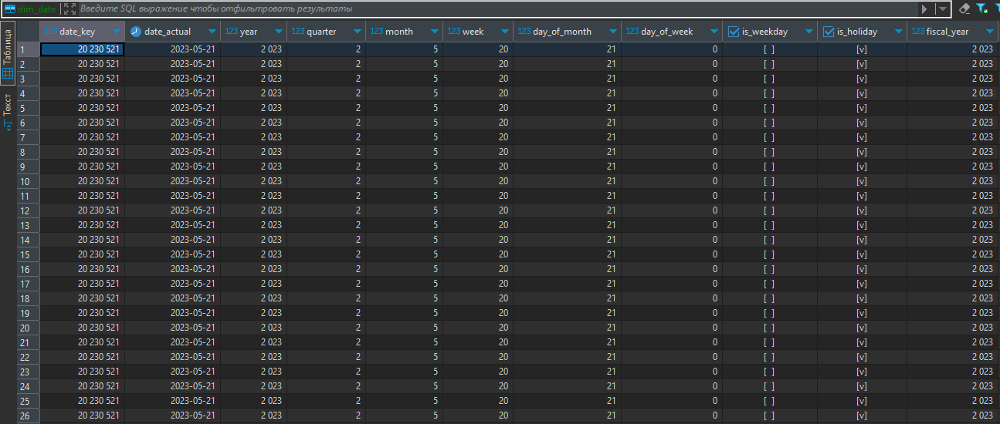 dim_date Введите SQL выражение чтобы отфильтровать результаты
Таблица
Текст
123 date_key date_actual 123 year 123 quarter 123 month 123 week 123 day_of_month 123 day_of_week is_weekday is_holiday 123 fiscal_year
1 20 230 521 2023-05-21 2 023 2 5 20 21 0 [ ] [v] 2 023
2 20 230 521 2023-05-21 2 023 2 5 20 21 0 [ ] [v] 2 023
3 20 230 521 2023-05-21 2 023 2 5 20 21 0 [ ] [v] 2 023
4 20 230 521 2023-05-21 2 023 2 5 20 21 0 [ ] [v] 2 023
5 20 230 521 2023-05-21 2 023 2 5 20 21 0 [ ] [v] 2 023
6 20 230 521 2023-05-21 2 023 2 5 20 21 0 [ ] [v] 2 023
7 20 230 521 2023-05-21 2 023 2 5 20 21 0 [ ] [v] 2 023
8 20 230 521 2023-05-21 2 023 2 5 20 21 0 [ ] [v] 2 023
9 20 230 521 2023-05-21 2 023 2 5 20 21 0 [ ] [v] 2 023
10 20 230 521 2023-05-21 2 023 2 5 20 21 0 [ ] [v] 2 023
11 20 230 521 2023-05-21 2 023 2 5 20 21 0 [ ] [v] 2 023
12 20 230 521 2023-05-21 2 023 2 5 20 21 0 [ ] [v] 2 023
13 20 230 521 2023-05-21 2 023 2 5 20 21 0 [ ] [v] 2 023
14 20 230 521 2023-05-21 2 023 2 5 20 21 0 [ ] [v] 2 023
15 20 230 521 2023-05-21 2 023 2 5 20 21 0 [ ] [v] 2 023
16 20 230 521 2023-05-21 2 023 2 5 20 21 0 [ ] [v] 2 023
17 20 230 521 2023-05-21 2 023 2 5 20 21 0 [ ] [v] 2 023
18 20 230 521 2023-05-21 2 023 2 5 20 21 0 [ ] [v] 2 023
19 20 230 521 2023-05-21 2 023 2 5 20 21 0 [ ] [v] 2 023
20 20 230 521 2023-05-21 2 023 2 5 20 21 0 [ ] [v] 2 023
21 20 230 521 2023-05-21 2 023 2 5 20 21 0 [ ] [v] 2 023
22 20 230 521 2023-05-21 2 023 2 5 20 21 0 [ ] [v] 2 023
23 20 230 521 2023-05-21 2 023 2 5 20 21 0 [ ] [v] 2 023
24 20 230 521 2023-05-21 2 023 2 5 20 21 0 [ ] [v] 2 023
25 20 230 521 2023-05-21 2 023 2 5 20 21 0 [ ] [v] 2 023
26 20 230 521 2023-05-21 2 023 2 5 20 21 0 [ ] [v] 2 023